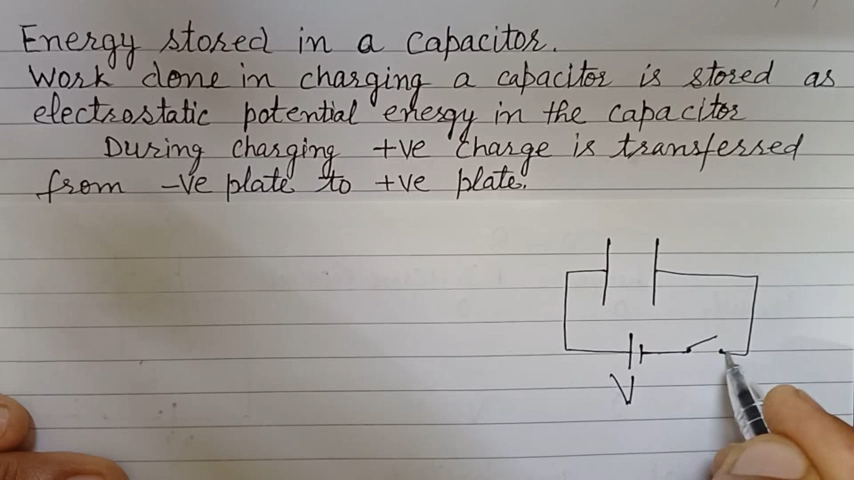 Energy stored in a capacitor.
Work done in charging a capacitor is stored as
electrostatic potential energy in the capacitor
During charging +ve charge is transferred
from -ve plate to +ve plate.
V